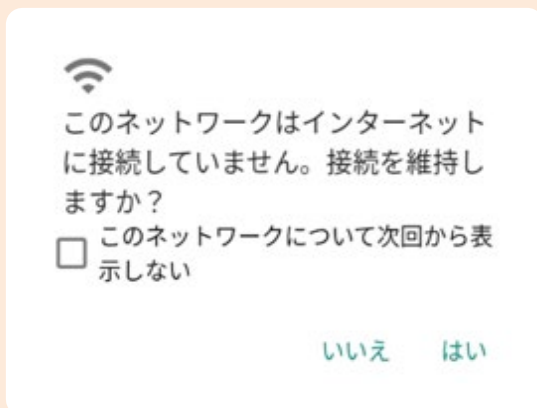 このネットワークはインターネット
に接続していません。接続を維持し
ますか？
このネットワークについて次回から表
示しない
いいえ はい